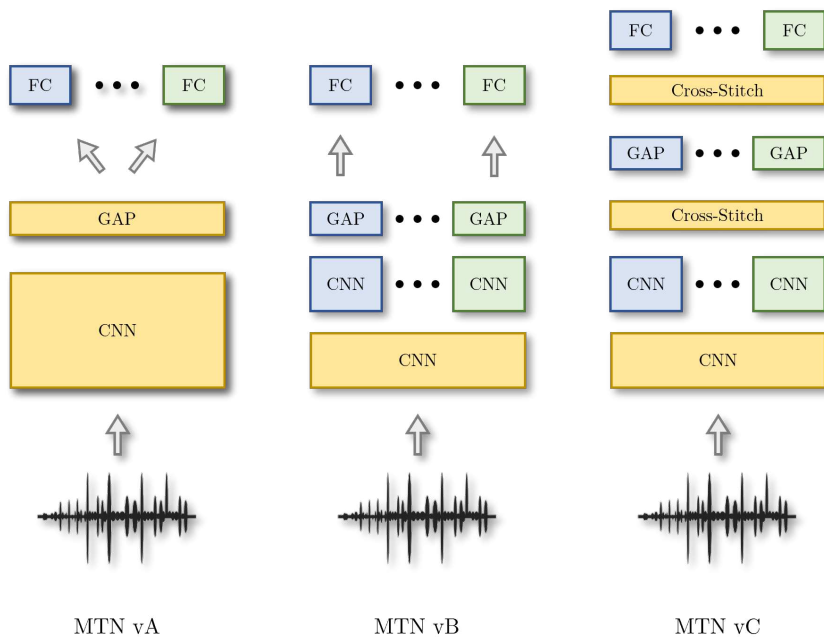 FC ••• FC
GAP
CNN
MTN vA
FC ••• FC
GAP ••• GAP
CNN ••• CNN
CNN
MTN vB
FC ••• FC
Cross-Stitch
GAP ••• GAP
Cross-Stitch
CNN ••• CNN
CNN
MTN vC